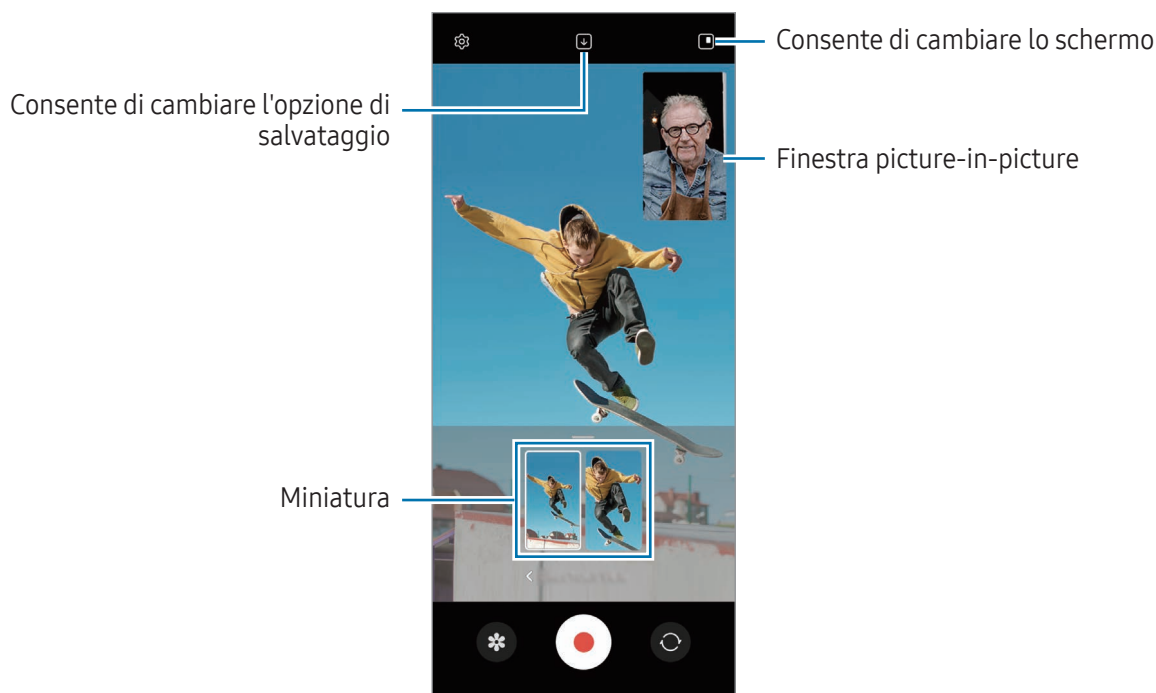 Consente di cambiare lo schermo
Consente di cambiare l'opzione di
salvataggio
Finestra picture-in-picture
Miniatura